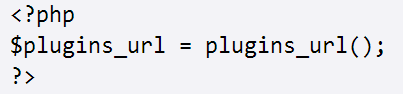 <?php
$plugins_url = plugins_url();
?>